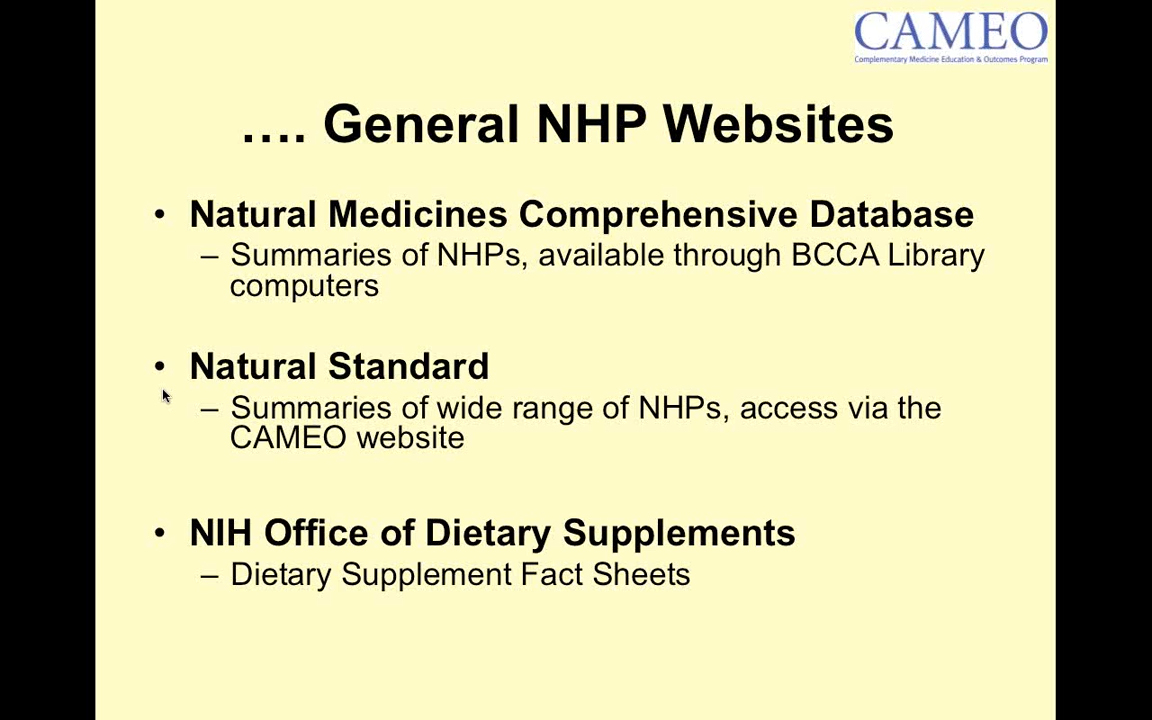 CAMEO
Complementary Medicine Education & Outcomes Program
…. General NHP Websites
• Natural Medicines Comprehensive Database
– Summaries of NHPs, available through BCCA Library
computers
• Natural Standard
– Summaries of wide range of NHPs, access via the
CAMEO website
• NIH Office of Dietary Supplements
– Dietary Supplement Fact Sheets